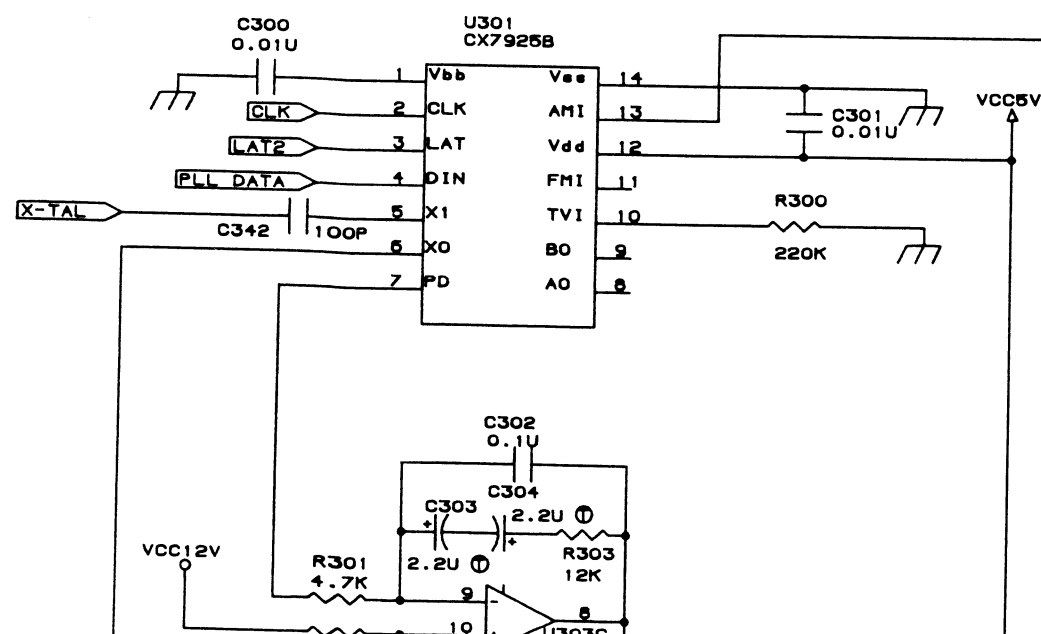 C300
0.01U
U301
CX7925B
1 Vbb
Vss 14
CLK
2 CLK
AMI 13
LAT2
3 LAT
Vdd 12
PLL DATA
4 DIN
FMI 11
X-TAL
C342
100P
5 X1
TVI 10
6 XO
BO 9
7 PD
AO 8
C301
0.01U
VCC5V
R300
220K
C302
0.1U
C303
+
2.2U T
C304
2.2U T
+
R303
12K
VCC12V
R301
4.7K
9
-
8
10
+
U303C